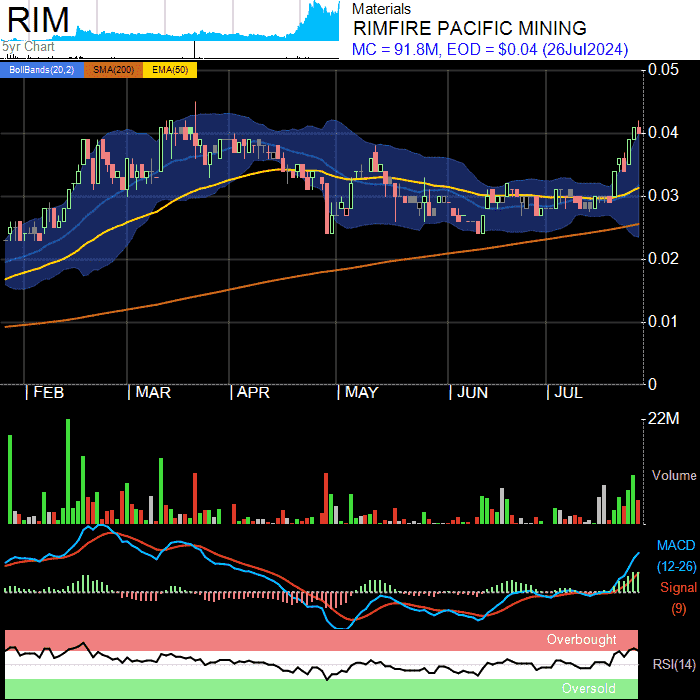 RIM
5yr Chart
Materials
RIMFIRE PACIFIC MINING
MC = 91.8M, EOD = $0.04 (26Jul2024)
BollBands(20,2) SMA(200) EMA(50)
0.05
0.04
0.03
0.02
0.01
0
FEB MAR APR MAY JUN JUL
22M
Volume
MACD
(12-26)
Signal
(9)
Overbought
RSI(14)
Oversold